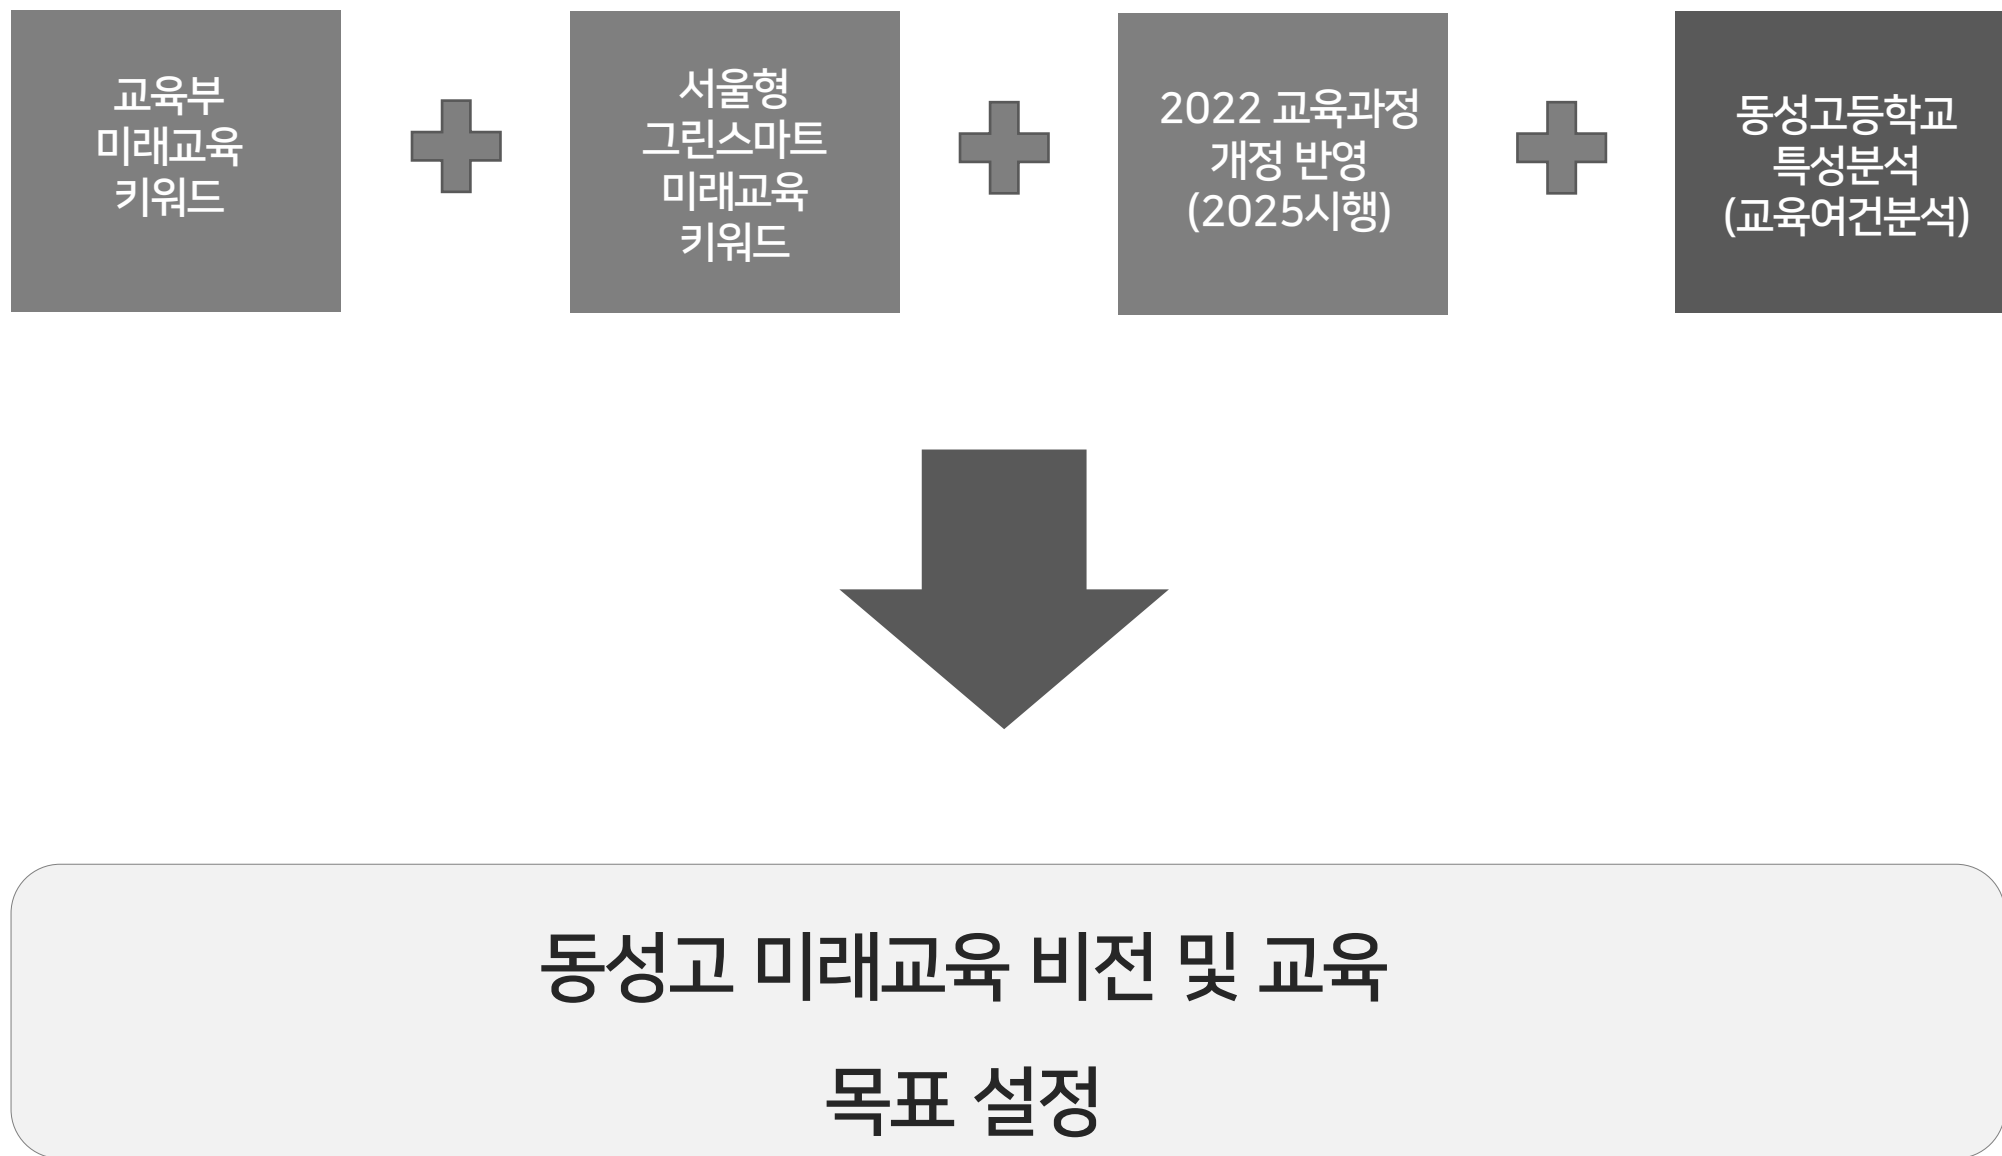 교육부
미래교육
키워드
서울형
그린스마트
미래교육
키워드
2022 교육과정
개정 반영
(2025시행)
동성고등학교
특성분석
(교육여건분석)
동성고 미래교육 비전 및 교육
목표 설정